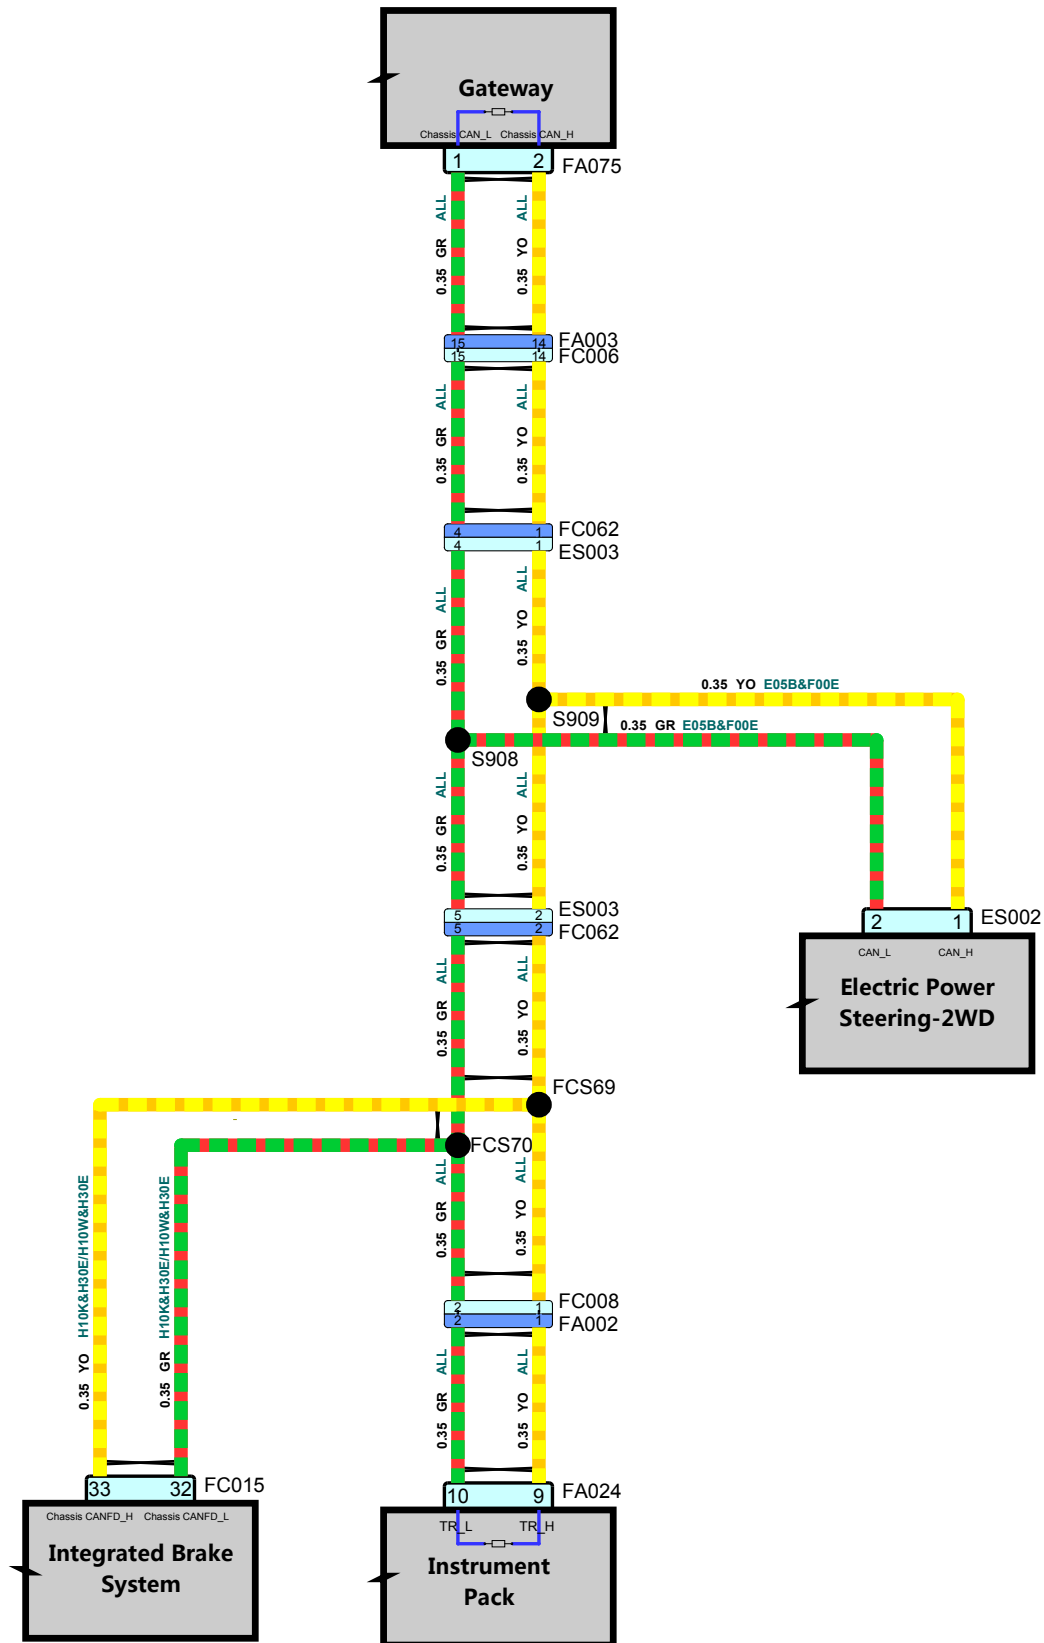 Gateway
Chassis CAN_L Chassis CAN_H
1 2 FA075
0.35 GR ALL
0.35 YO ALL
15 14 FA003
15 14 FC006
0.35 GR ALL
0.35 YO ALL
4 1 FC062
4 1 ES003
0.35 GR ALL
0.35 YO ALL
0.35 YO E05B&F00E
S909
0.35 GR E05B&F00E
S908
0.35 GR ALL
0.35 YO ALL
5 2 ES003
5 2 FC062
2 1 ES002
CAN_L CAN_H
Electric Power
Steering-2WD
0.35 GR ALL
0.35 YO ALL
FCS69
FCS70
0.35 YO H10K&H30E/H10W&H30E
0.35 GR H10K&H30E/H10W&H30E
0.35 GR ALL
0.35 YO ALL
2 1 FC008
2 1 FA002
0.35 GR ALL
0.35 YO ALL
33 32 FC015
Chassis CANFD_H Chassis CANFD_L
Integrated Brake
System
10 9 FA024
TR_L TR_H
Instrument
Pack